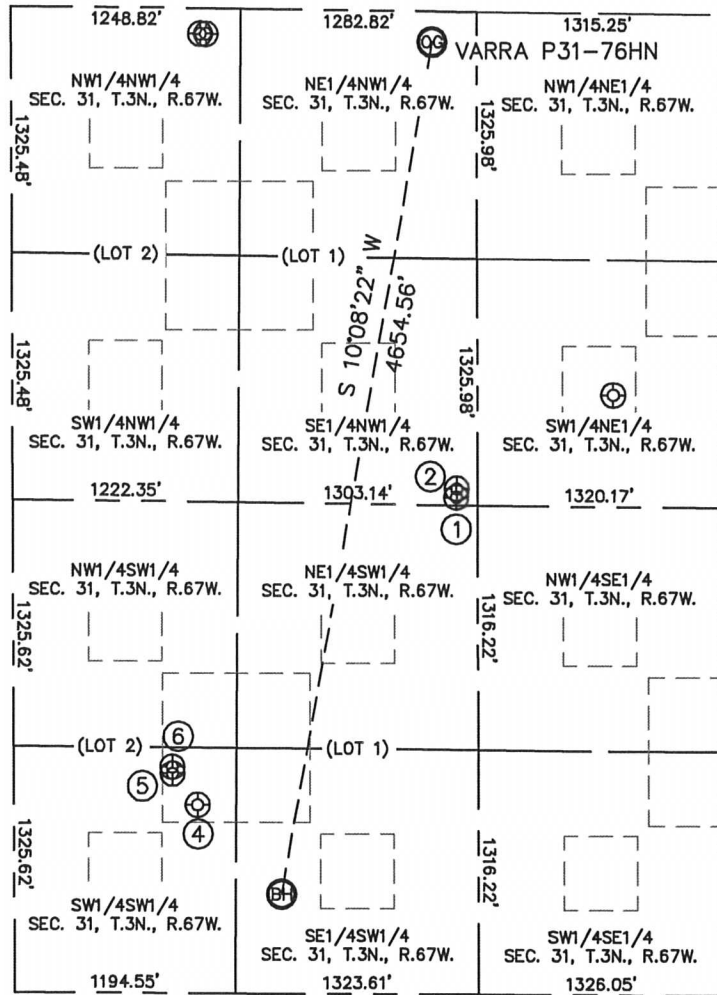 1248.82' 1282.82' 1315.25'
OG VARRA P31-76HN
NW1/4NW1/4 NE1/4NW1/4 NW1/4NE1/4
SEC. 31, T.3N., R.67W. SEC. 31, T.3N., R.67W. SEC. 31, T.3N., R.67W.
1325.48' 1325.98'
(LOT 2) (LOT 1)
S 10°08'22" W
4654.56'
1325.48' 1325.98'
SW1/4NW1/4 SE1/4NW1/4 SW1/4NE1/4
SEC. 31, T.3N., R.67W. SEC. 31, T.3N., R.67W. SEC. 31, T.3N., R.67W.
2
1222.35' 1303.14' 1320.17'
1
NW1/4SW1/4 NE1/4SW1/4 NW1/4SE1/4
SEC. 31, T.3N., R.67W. SEC. 31, T.3N., R.67W. SEC. 31, T.3N., R.67W.
1325.62' 1316.22'
6
(LOT 2) (LOT 1)
5
4
1325.62' 1316.22'
BH
SW1/4SW1/4 SE1/4SW1/4 SW1/4SE1/4
SEC. 31, T.3N., R.67W. SEC. 31, T.3N., R.67W. SEC. 31, T.3N., R.67W.
1194.55' 1323.61' 1326.05'